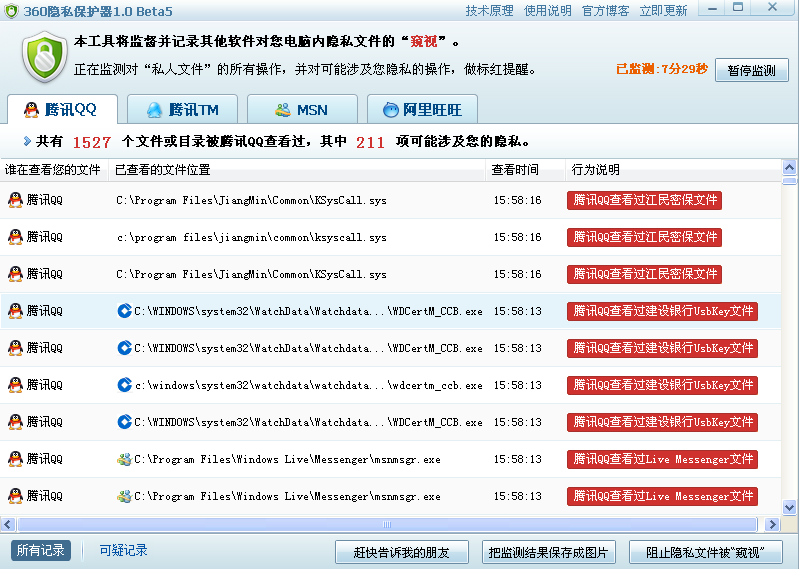 360隐私保护器1.0 Beta5
技术原理 使用说明 官方博客 立即更新
本工具将监督并记录其他软件对您电脑内隐私文件的“窥视”。
正在监测对“私人文件”的所有操作，并对可能涉及您隐私的操作，做标红提醒。
已监测:7分29秒
暂停监测
腾讯QQ 腾讯TM MSN 阿里旺旺
共有 1527 个文件或目录被腾讯QQ查看过，其中 211 项可能涉及您的隐私。
谁在查看您的文件 已查看的文件位置 查看时间 行为说明
腾讯QQ C:\Program Files\JiangMin\Common\KSysCall.sys 15:58:16 腾讯QQ查看过江民密保文件
腾讯QQ c:\program files\jiangmin\common\ksyscall.sys 15:58:16 腾讯QQ查看过江民密保文件
腾讯QQ C:\Program Files\JiangMin\Common\KSysCall.sys 15:58:16 腾讯QQ查看过江民密保文件
腾讯QQ C:\WINDOWS\system32\WatchData\Watchdata...\WDCertM_CCB.exe 15:58:13 腾讯QQ查看过建设银行UsbKey文件
腾讯QQ C:\WINDOWS\system32\WatchData\Watchdata...\WDCertM_CCB.exe 15:58:13 腾讯QQ查看过建设银行UsbKey文件
腾讯QQ c:\windows\system32\watchdata\watchdata...\wdcertm_ccb.exe 15:58:13 腾讯QQ查看过建设银行UsbKey文件
腾讯QQ C:\WINDOWS\system32\WatchData\Watchdata...\WDCertM_CCB.exe 15:58:13 腾讯QQ查看过建设银行UsbKey文件
腾讯QQ C:\Program Files\Windows Live\Messenger\msnmsgr.exe 15:58:13 腾讯QQ查看过Live Messenger文件
腾讯QQ C:\Program Files\Windows Live\Messenger\msnmsgr.exe 15:58:13 腾讯QQ查看过Live Messenger文件
所有记录 可疑记录 赶快告诉我的朋友 把监测结果保存成图片 阻止隐私文件被"窥视"